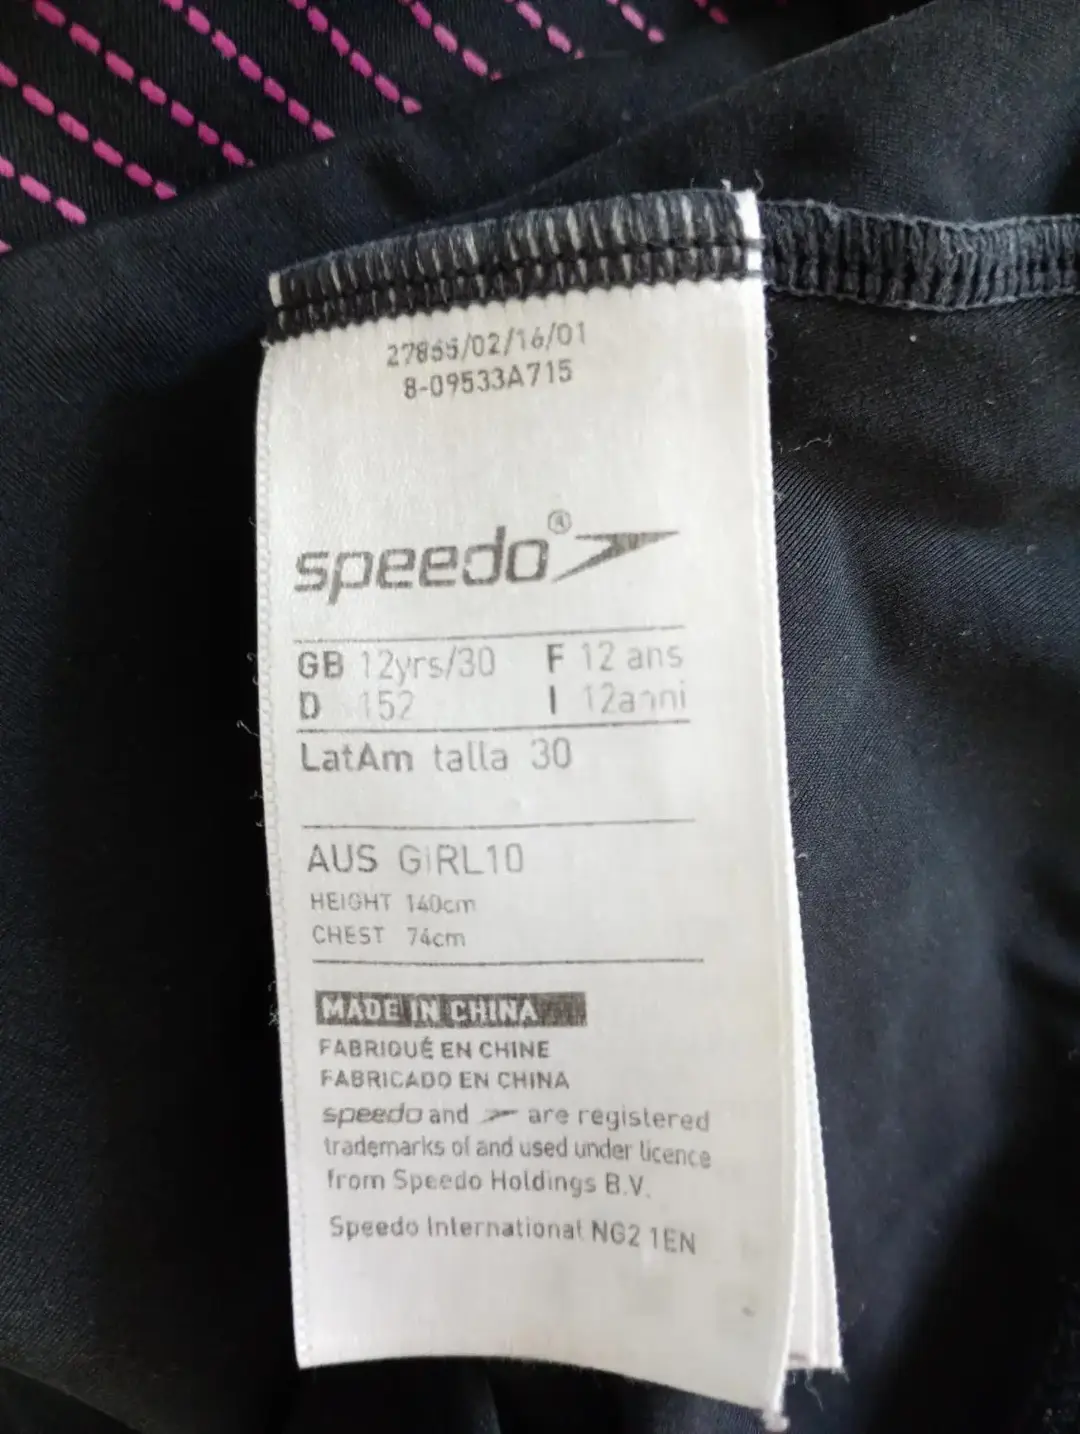 27865/02/16/01
8-09533A715
speedo®
GB 12yrs/30 F 12 ans
D 152 I 12anni
LatAm talla 30
AUS GIRL10
HEIGHT 140cm
CHEST 74cm
MADE IN CHINA
FABRIQUÉ EN CHINE
FABRICADO EN CHINA
speedo and are registered
trademarks of and used under licence
from Speedo Holdings B.V.
Speedo International NG2 1EN